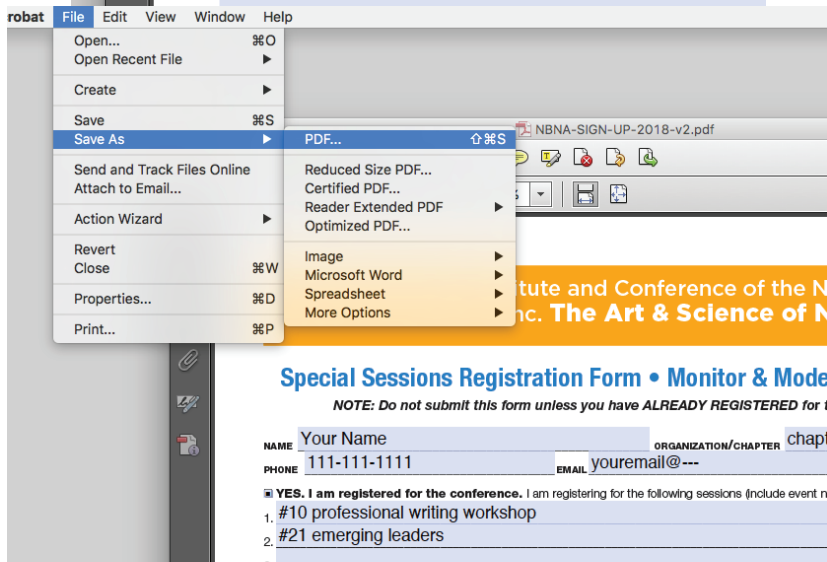 robat File Edit View Window Help
Open... ⌘O
Open Recent File ▶
Create ▶
Save ⌘S
Save As ▶
PDF... ⇧⌘S
NBNA-SIGN-UP-2018-v2.pdf
Send and Track Files Online
Attach to Email...
Action Wizard ▶
Revert
Close ⌘W
Properties... ⌘D
Print... ⌘P
Reduced Size PDF...
Certified PDF...
Reader Extended PDF ▶
Optimized PDF...
Image ▶
Microsoft Word ▶
Spreadsheet ▶
More Options ▶
tute and Conference of the N
nc. The Art & Science of N
Special Sessions Registration Form • Monitor & Mode
NOTE: Do not submit this form unless you have ALREADY REGISTERED for t
NAME Your Name ORGANIZATION/CHAPTER chapt
PHONE 111-111-1111 EMAIL youremail@---
YES. I am registered for the conference. I am registering for the following sessions (include event n
1. #10 professional writing workshop
2. #21 emerging leaders